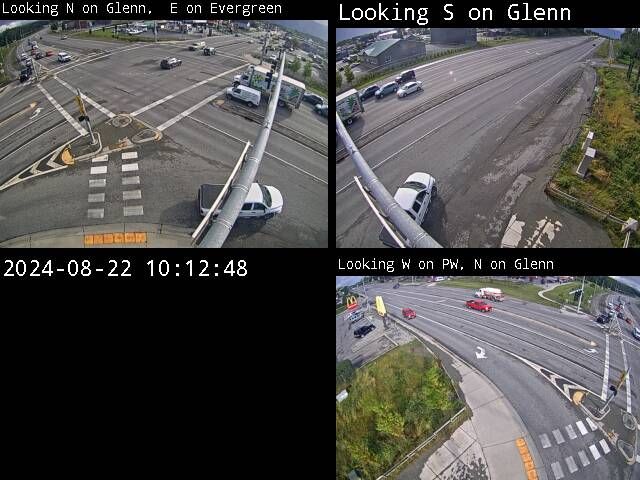 Looking N on Glenn,  E on Evergreen
Looking S on Glenn
2024-08-22 10:12:48
Looking W on PW, N on Glenn